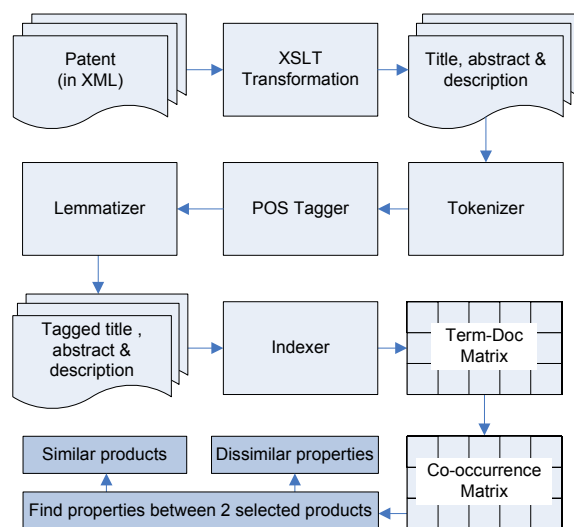 Patent
(in XML)
XSLT
Transformation
Title, abstract &
description
Lemmatizer
POS Tagger
Tokenizer
Tagged title ,
abstract &
description
Indexer
Term-Doc
Matrix
Similar products
Dissimilar properties
Co-occurrence
Matrix
Find properties between 2 selected products